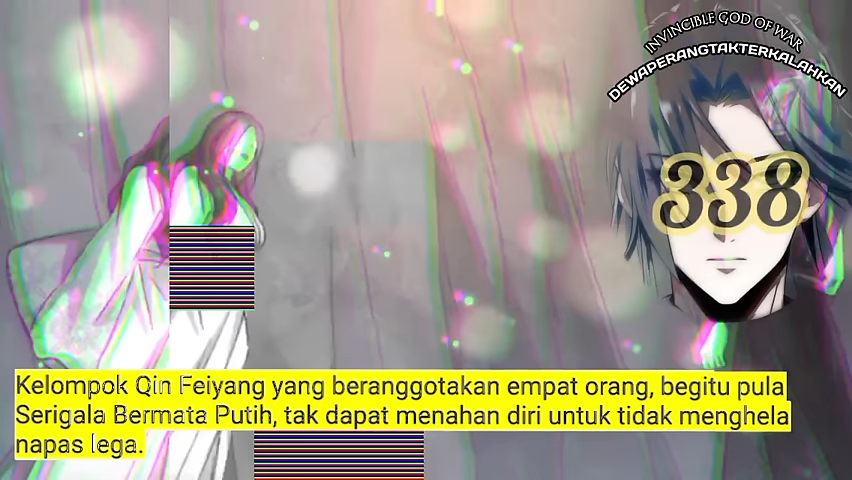 INVINCIBLE GOD OF WAR
DEWAPERANGTAKTERKALAHKAN
338
Kelompok Qin Feiyang yang beranggotakan empat orang, begitu pula
Serigala Bermata Putih, tak dapat menahan diri untuk tidak menghela
napas lega.